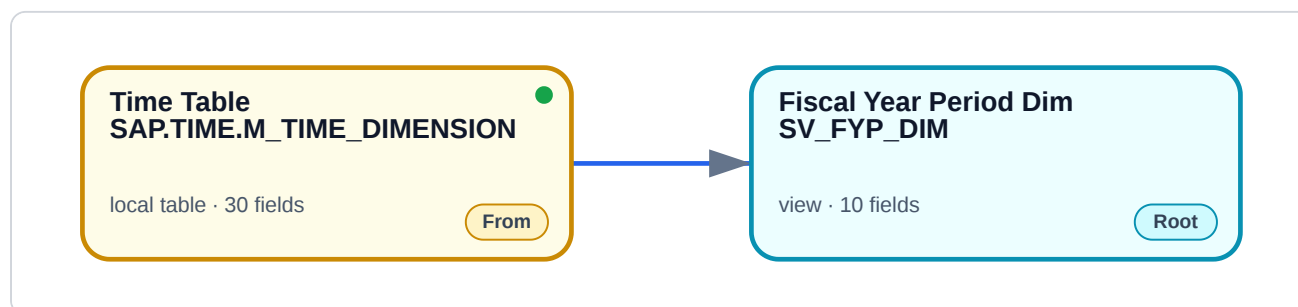 Time Table
SAP.TIME.M_TIME_DIMENSION
local table · 30 fields
From
Fiscal Year Period Dim
SV_FYP_DIM
view · 10 fields
Root